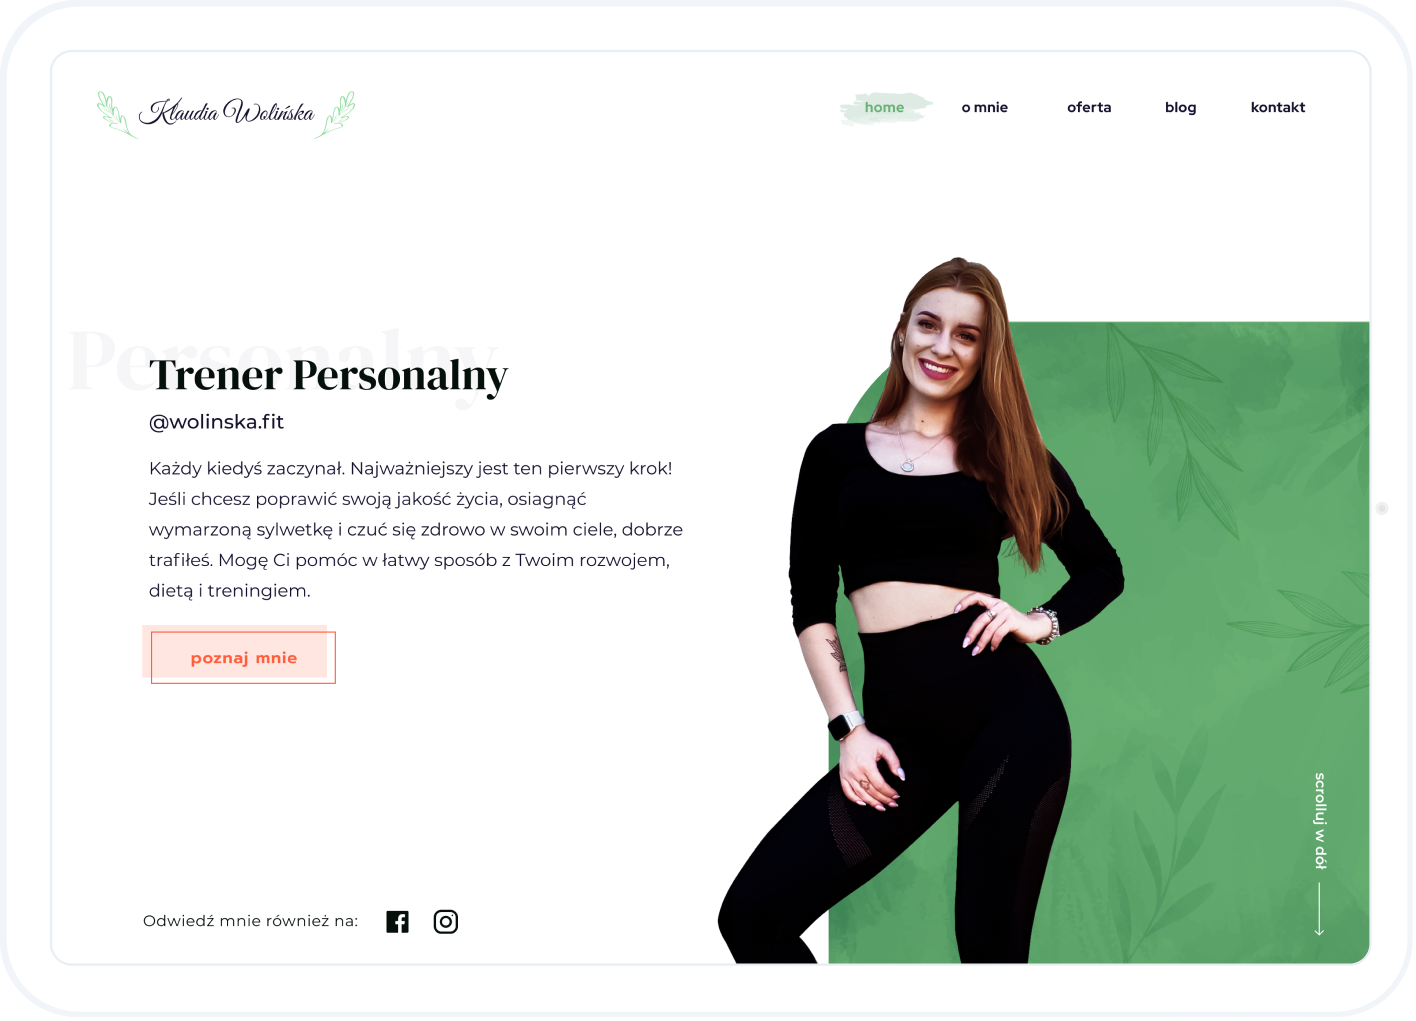 Klaudia Wolińska
home
o mnie
oferta
blog
kontakt
Personalny
Trener Personalny
@wolinska.fit
Każdy kiedyś zaczynał. Najważniejszy jest ten pierwszy krok!
Jeśli chcesz poprawić swoją jakość życia, osiagnąć
wymarzoną sylwetkę i czuć się zdrowo w swoim ciele, dobrze
trafiłeś. Mogę Ci pomóc w łatwy sposób z Twoim rozwojem,
dietą i treningiem.
poznaj mnie
scrolluj w dół
Odwiedź mnie również na: